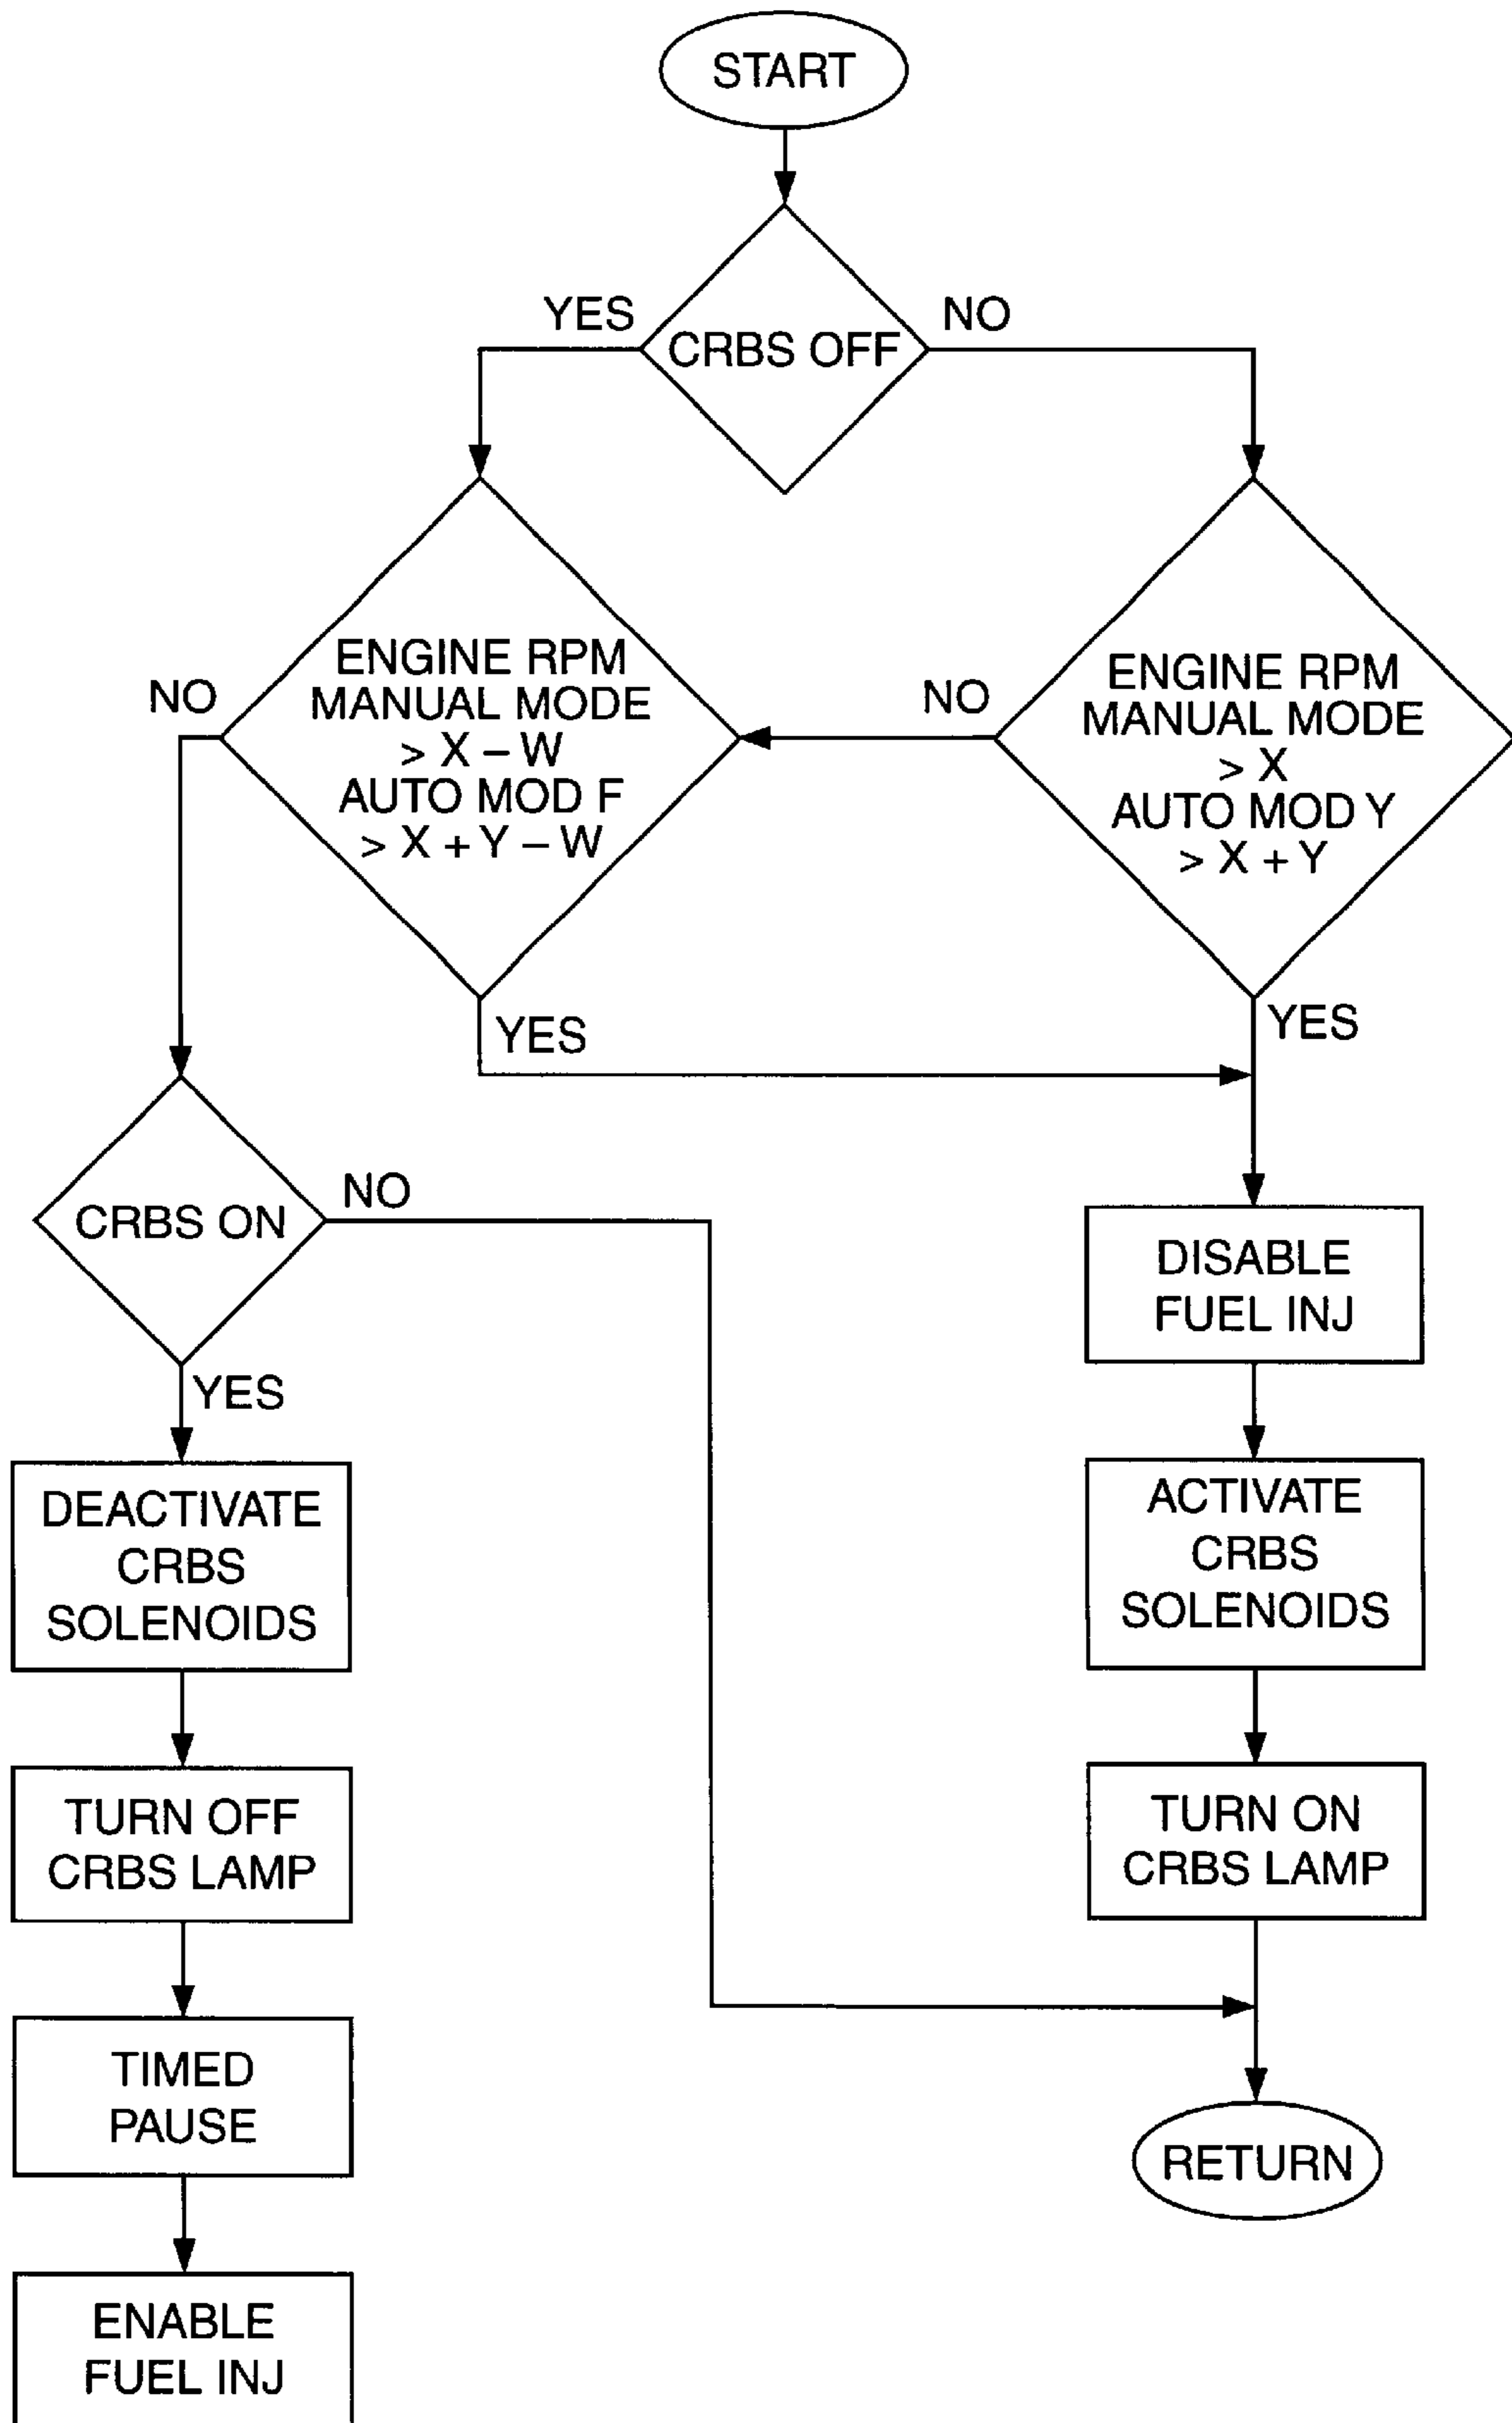 START
YES
CRBS OFF
NO
ENGINE RPM
MANUAL MODE
> X – W
AUTO MOD F
> X + Y – W
NO
NO
ENGINE RPM
MANUAL MODE
> X
AUTO MOD Y
> X + Y
YES
YES
CRBS ON
NO
YES
DISABLE
FUEL INJ
DEACTIVATE
CRBS
SOLENOIDS
ACTIVATE
CRBS
SOLENOIDS
TURN OFF
CRBS LAMP
TURN ON
CRBS LAMP
TIMED
PAUSE
RETURN
ENABLE
FUEL INJ